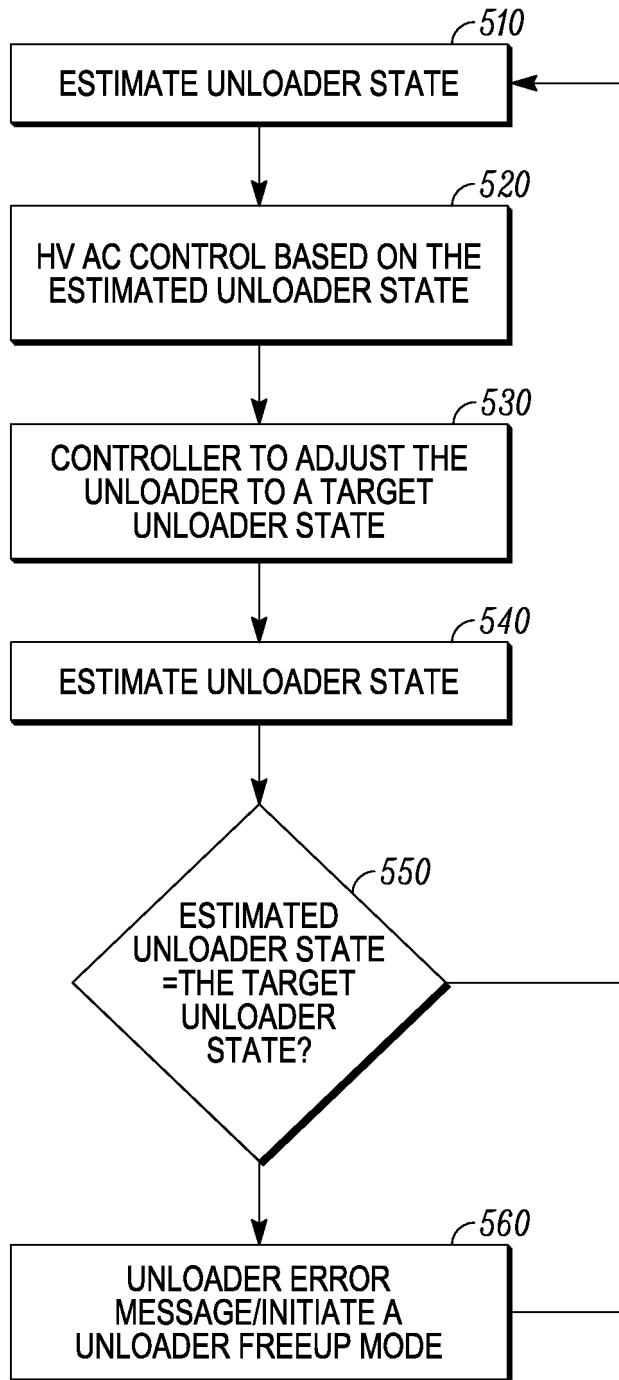 510
ESTIMATE UNLOADER STATE
520
HV AC CONTROL BASED ON THE
ESTIMATED UNLOADER STATE
530
CONTROLLER TO ADJUST THE
UNLOADER TO A TARGET
UNLOADER STATE
540
ESTIMATE UNLOADER STATE
550
ESTIMATED
UNLOADER STATE
=THE TARGET
UNLOADER
STATE?
560
UNLOADER ERROR
MESSAGE/INITIATE A
UNLOADER FREEUP MODE